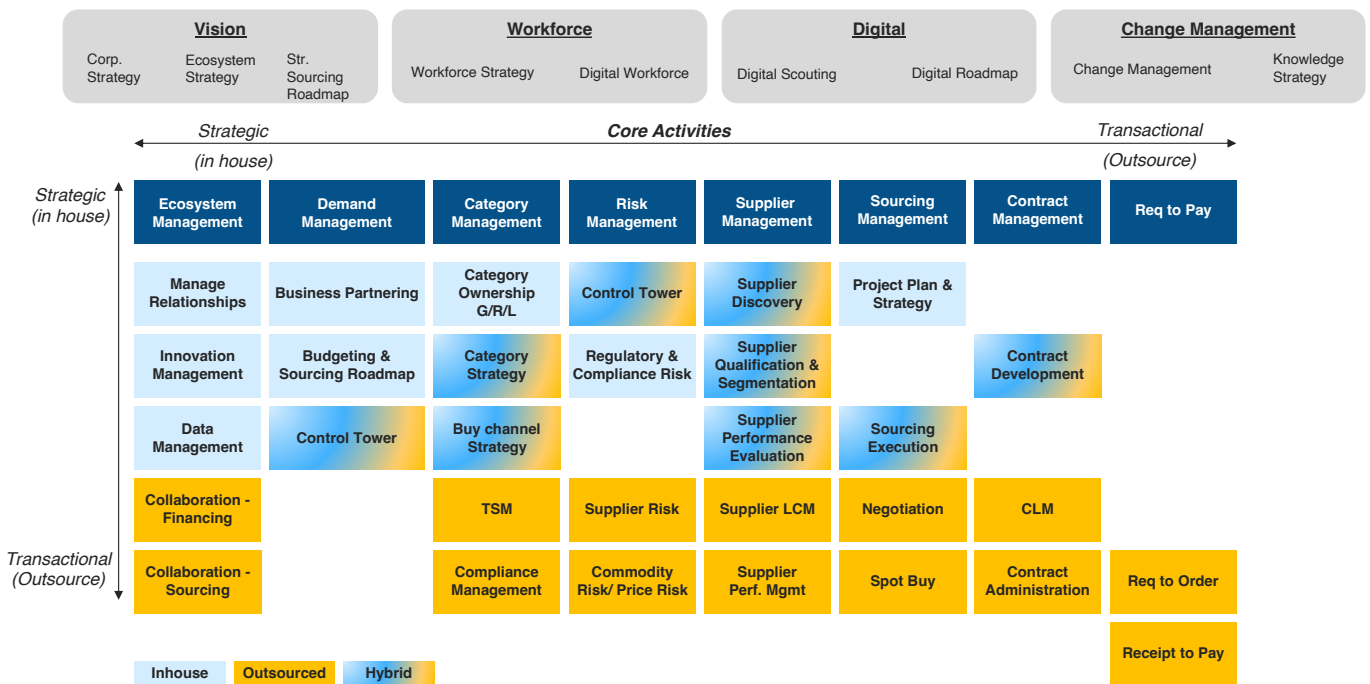 Vision
Corp.
Strategy
Ecosystem
Strategy
Str.
Sourcing
Roadmap
Workforce
Workforce Strategy
Digital Workforce
Digital
Digital Scouting
Digital Roadmap
Change Management
Change Management
Knowledge
Strategy
Strategic
(in house)
Core Activities
Transactional
(Outsource)
Strategic
(in house)
Ecosystem
Management
Demand
Management
Category
Management
Risk
Management
Supplier
Management
Sourcing
Management
Contract
Management
Req to Pay
Manage
Relationships
Business Partnering
Category
Ownership
G/R/L
Control Tower
Supplier
Discovery
Project Plan &
Strategy
Innovation
Management
Budgeting &
Sourcing Roadmap
Category
Strategy
Regulatory &
Compliance Risk
Supplier
Qualification &
Segmentation
Contract
Development
Data
Management
Control Tower
Buy channel
Strategy
Supplier
Performance
Evaluation
Sourcing
Execution
Collaboration -
Financing
TSM
Supplier Risk
Supplier LCM
Negotiation
CLM
Transactional
(Outsource)
Collaboration -
Sourcing
Compliance
Management
Commodity
Risk/ Price Risk
Supplier
Perf. Mgmt
Spot Buy
Contract
Administration
Req to Order
Receipt to Pay
Inhouse
Outsourced
Hybrid